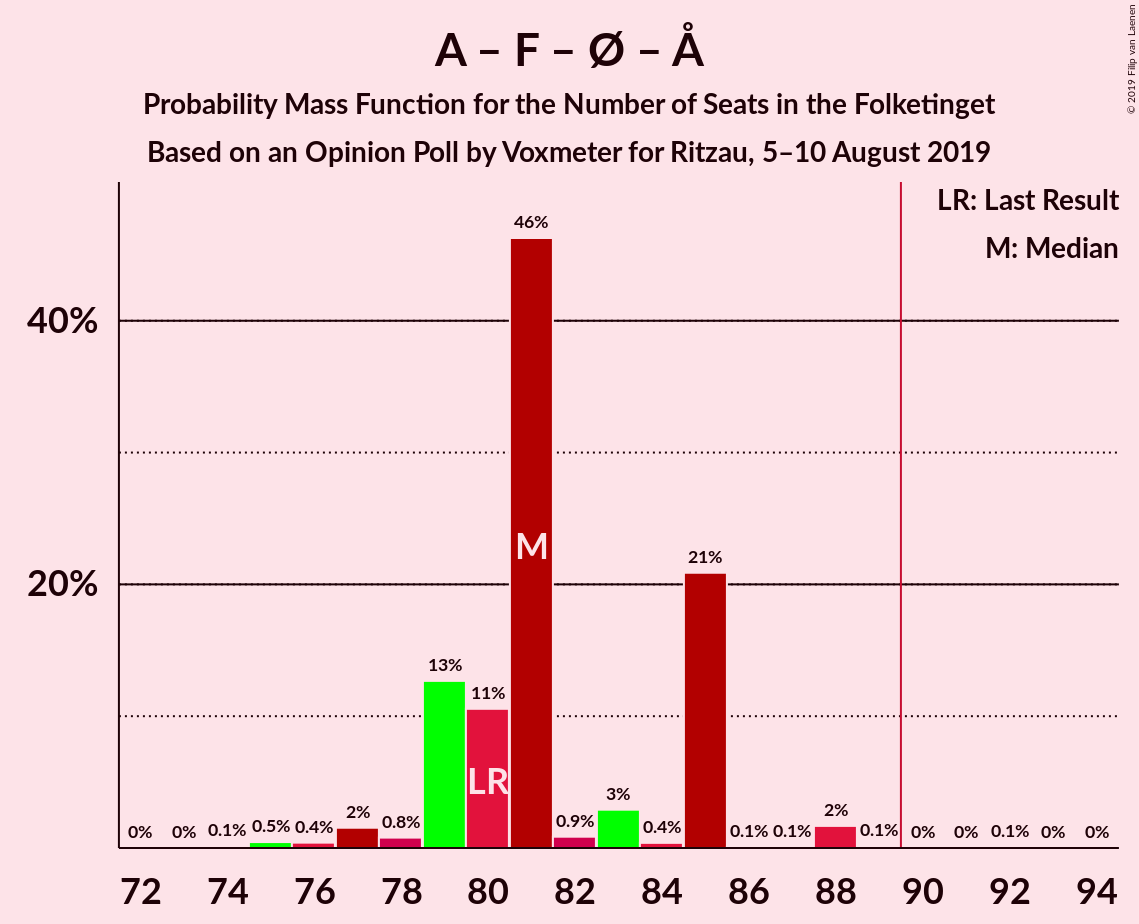 A – F – Ø – Å
Probability Mass Function for the Number of Seats in the Folketinget
Based on an Opinion Poll by Voxmeter for Ritzau, 5–10 August 2019
© 2019 Filip van Laenen
LR: Last Result
M: Median
40%
20%
0% 0% 0.1% 0.5% 0.4% 2% 0.8% 13% 11% 46% 0.9% 3% 0.4% 21% 0.1% 0.1% 2% 0.1% 0% 0% 0.1% 0% 0%
M
LR
72 74 76 78 80 82 84 86 88 90 92 94